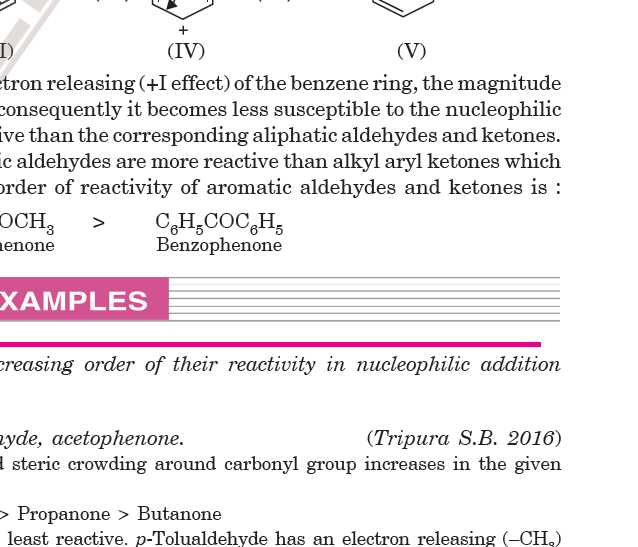 +
I) (IV) (V)
ctron releasing (+I effect) of the benzene ring, the magnitude
consequently it becomes less susceptible to the nucleophilic
ive than the corresponding aliphatic aldehydes and ketones.
ic aldehydes are more reactive than alkyl aryl ketones which
order of reactivity of aromatic aldehydes and ketones is :
OCH3 > C6H5COC6H5
henone Benzophenone
XAMPLES
creasing order of their reactivity in nucleophilic addition
hyde, acetophenone. (Tripura S.B. 2016)
d steric crowding around carbonyl group increases in the given
> Propanone > Butanone
least reactive. p-Tolualdehyde has an electron releasing (–CH3)